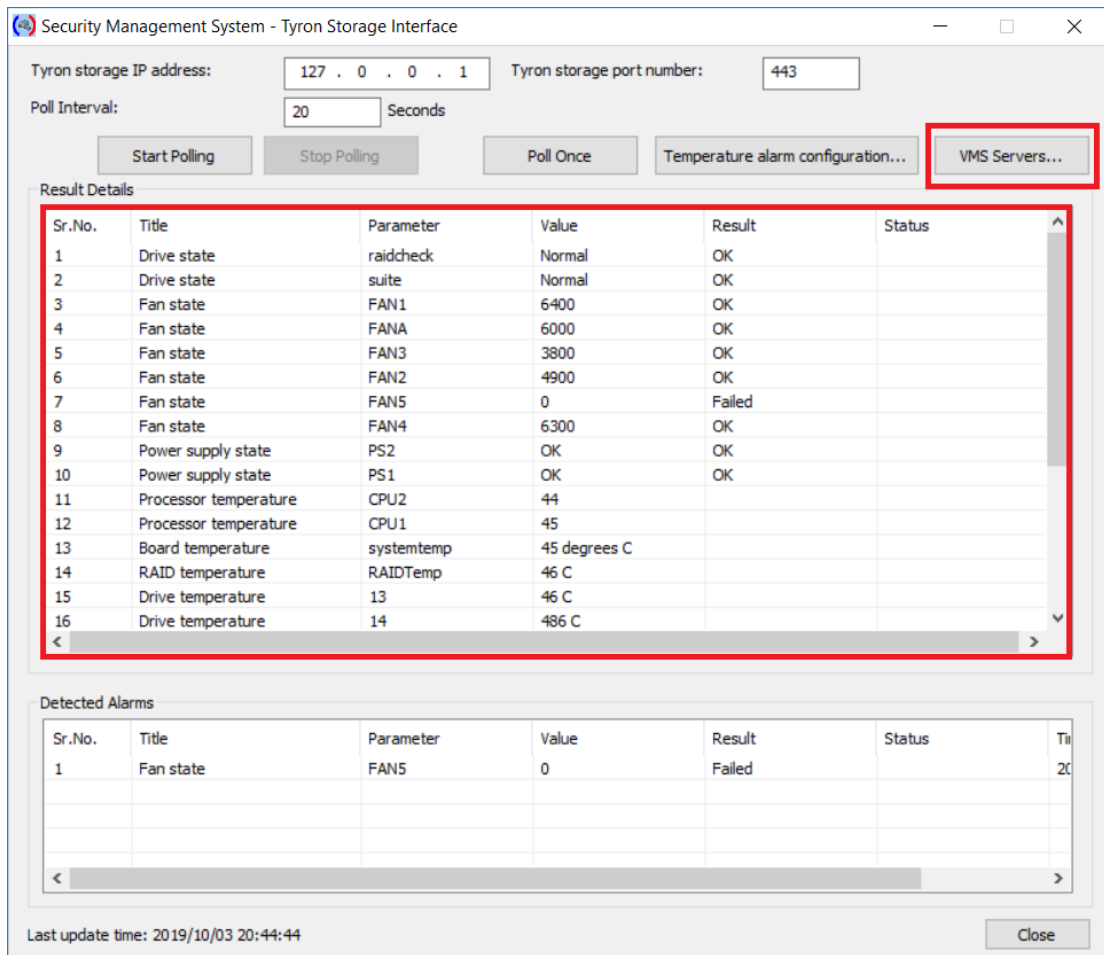 Security Management System - Tyron Storage Interface
Tyron storage IP address: 127 . 0 . 0 . 1 Tyron storage port number: 443
Poll Interval: 20 Seconds
Start Polling Stop Polling Poll Once Temperature alarm configuration... VMS Servers...
Result Details
Sr.No. Title Parameter Value Result Status
1 Drive state raidcheck Normal OK
2 Drive state suite Normal OK
3 Fan state FAN1 6400 OK
4 Fan state FANA 6000 OK
5 Fan state FAN3 3800 OK
6 Fan state FAN2 4900 OK
7 Fan state FAN5 0 Failed
8 Fan state FAN4 6300 OK
9 Power supply state PS2 OK OK
10 Power supply state PS1 OK OK
11 Processor temperature CPU2 44
12 Processor temperature CPU1 45
13 Board temperature systemtemp 45 degrees C
14 RAID temperature RAIDTemp 46 C
15 Drive temperature 13 46 C
16 Drive temperature 14 486 C
Detected Alarms
Sr.No. Title Parameter Value Result Status
1 Fan state FAN5 0 Failed 20
Last update time: 2019/10/03 20:44:44 Close